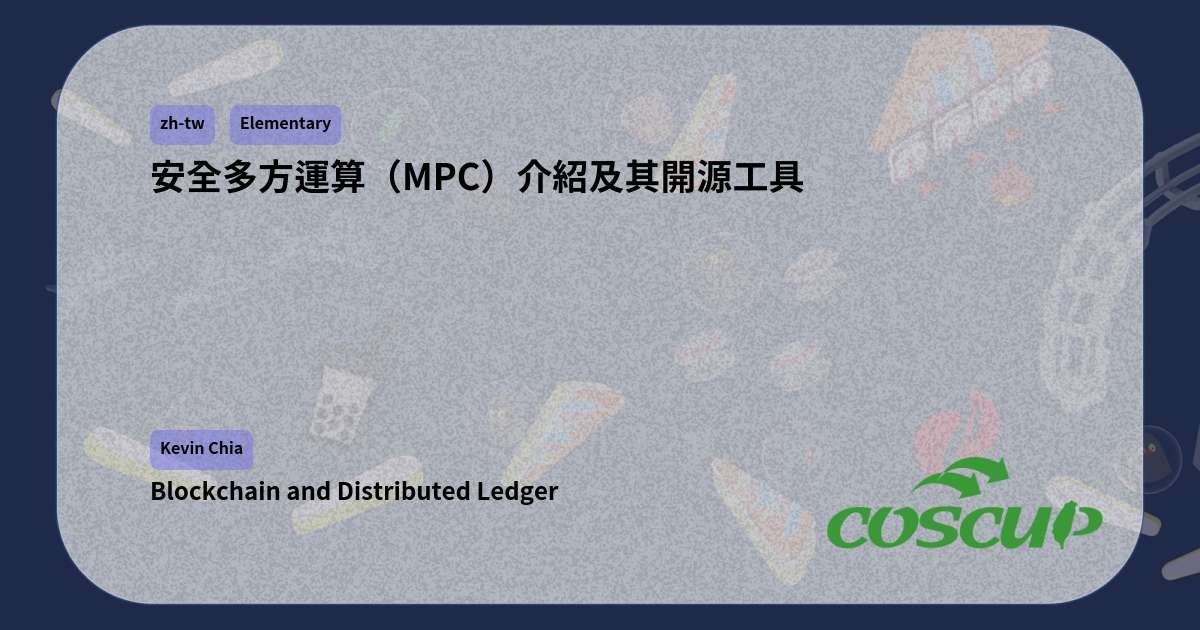 zh-tw Elementary
安全多方運算（MPC）介紹及其開源工具
Kevin Chia
Blockchain and Distributed Ledger
COSCUP